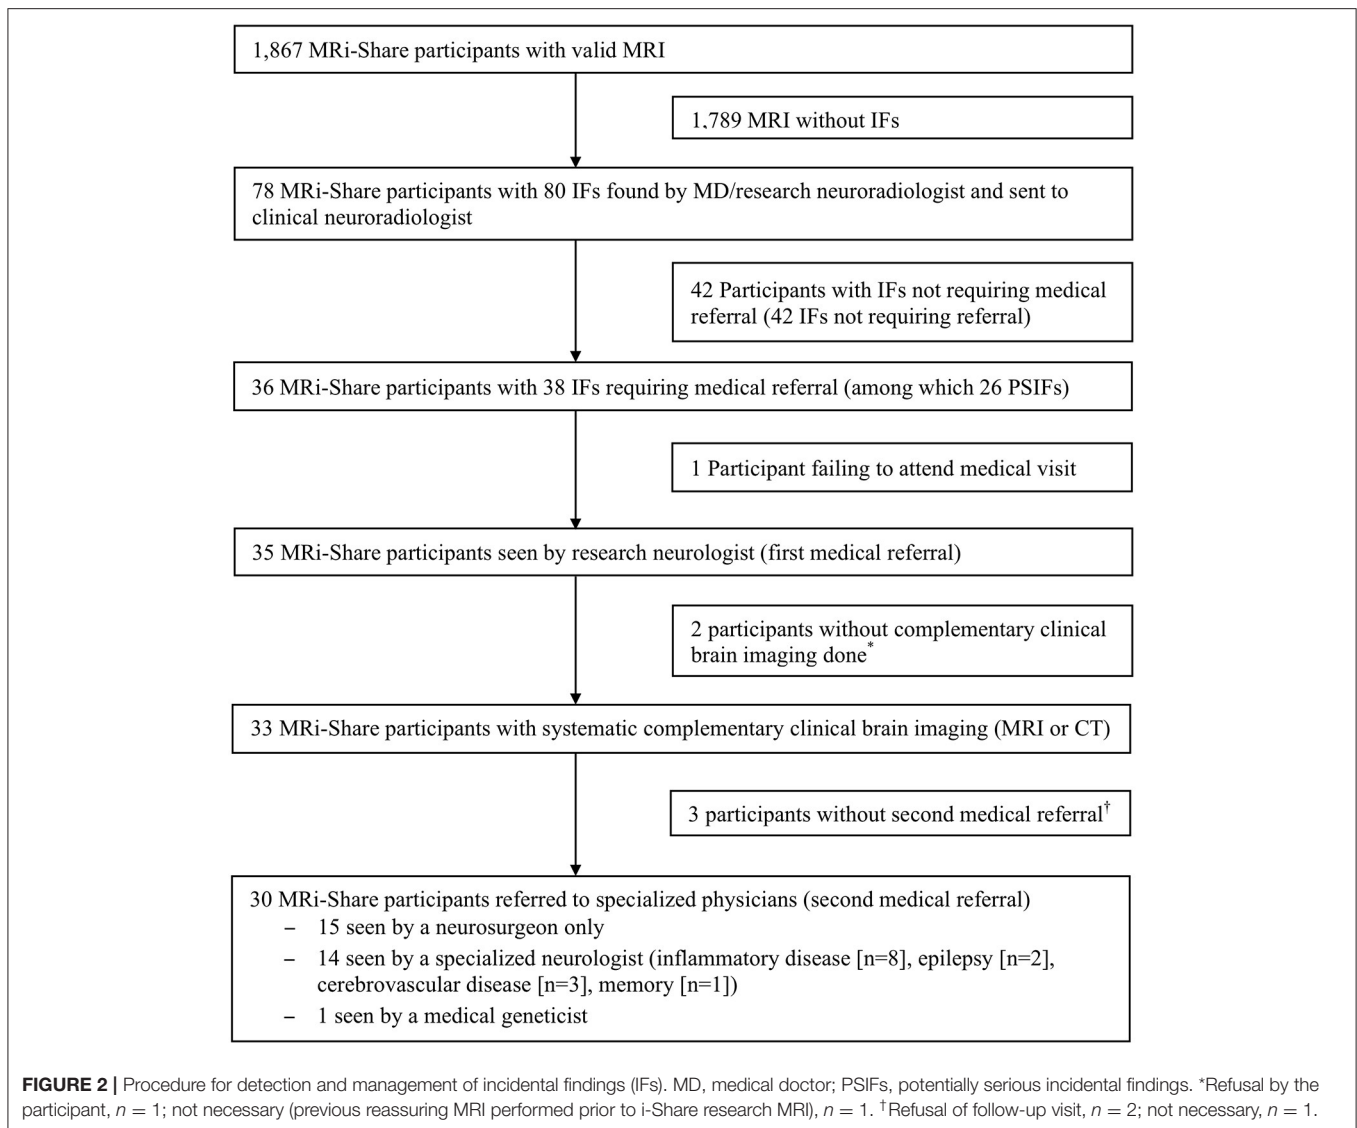 1,867 MRi-Share participants with valid MRI
1,789 MRI without IFs
78 MRi-Share participants with 80 IFs found by MD/research neuroradiologist and sent to
clinical neuroradiologist
42 Participants with IFs not requiring medical
referral (42 IFs not requiring referral)
36 MRi-Share participants with 38 IFs requiring medical referral (among which 26 PSIFs)
1 Participant failing to attend medical visit
35 MRi-Share participants seen by research neurologist (first medical referral)
2 participants without complementary clinical
brain imaging done*
33 MRi-Share participants with systematic complementary clinical brain imaging (MRI or CT)
3 participants without second medical referral†
30 MRi-Share participants referred to specialized physicians (second medical referral)
– 15 seen by a neurosurgeon only
– 14 seen by a specialized neurologist (inflammatory disease [n=8], epilepsy [n=2],
cerebrovascular disease [n=3], memory [n=1])
– 1 seen by a medical geneticist
FIGURE 2 | Procedure for detection and management of incidental findings (IFs). MD, medical doctor; PSIFs, potentially serious incidental findings. *Refusal by the
participant, n = 1; not necessary (previous reassuring MRI performed prior to i-Share research MRI), n = 1. †Refusal of follow-up visit, n = 2; not necessary, n = 1.